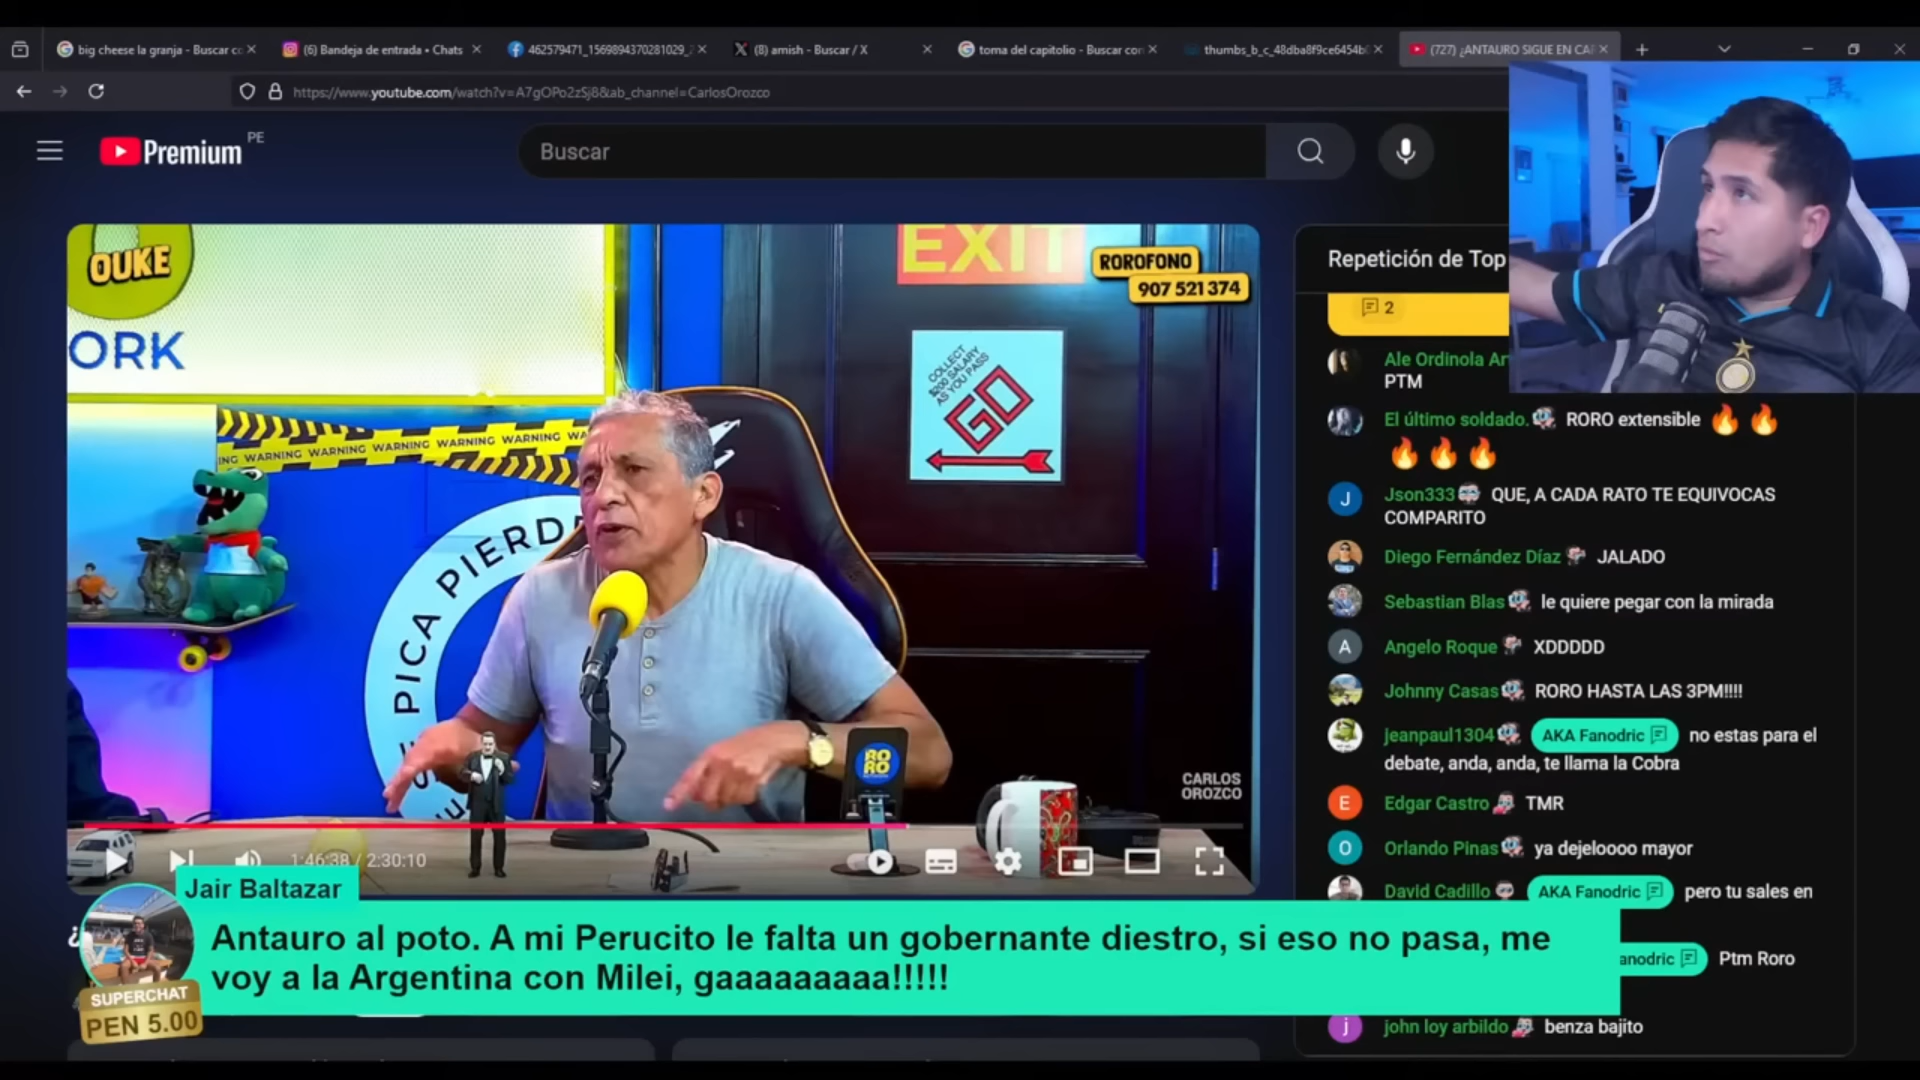 big cheese la granja - Buscar co
(6) Bandeja de entrada • Chats
462579471_1569894370281029_
(8) amish - Buscar / X
toma del capitolio - Buscar con
thumbs_b_c_48dba8f9ce6454b
(727) ¿ANTAURO SIGUE EN CA
https://www.youtube.com/watch?v=A7gOPo2zSj8&ab_channel=CarlosOrozco
Premium PE
Buscar
OUKE
ORK
EXIT
ROROFONO
907 521 374
COLLECT
$200 SALARY
AS YOU PASS
GO
ING WARNING WARNING WARNING WARNING WA
PICA PIERD
RO
RO
CARLOS
OROZCO
1:46:38 / 2:30:10
Repetición de Top
2
Ale Ordinola Ar
PTM
El último soldado. RORO extensible 🔥 🔥
🔥 🔥 🔥
J
Json333 QUE, A CADA RATO TE EQUIVOCAS
COMPARITO
Diego Fernández Díaz JALADO
Sebastian Blas le quiere pegar con la mirada
A
Angelo Roque XDDDDD
Johnny Casas RORO HASTA LAS 3PM!!!!
jeanpaul1304 AKA Fanodric no estas para el
debate, anda, anda, te llama la Cobra
E
Edgar Castro TMR
O
Orlando Pinas ya dejeloooo mayor
David Cadillo AKA Fanodric pero tu sales en
anodric Ptm Roro
j
john loy arbildo benza bajito
Jair Baltazar
Antauro al poto. A mi Perucito le falta un gobernante diestro, si eso no pasa, me
voy a la Argentina con Milei, gaaaaaaaaa!!!!!
SUPERCHAT
PEN 5.00